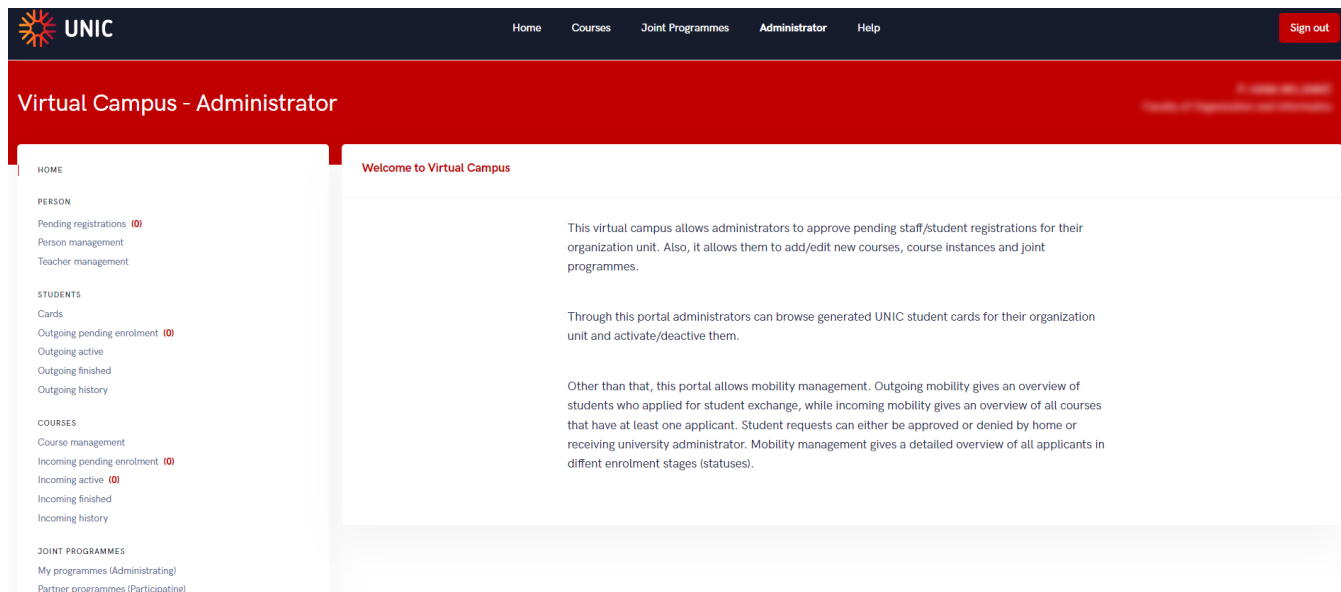 UNIC
Home Courses Joint Programmes Administrator Help
Sign out
Virtual Campus - Administrator
HOME
PERSON
Pending registrations (0)
Person management
Teacher management
STUDENTS
Cards
Outgoing pending enrolment (0)
Outgoing active
Outgoing finished
Outgoing history
COURSES
Course management
Incoming pending enrolment (0)
Incoming active (0)
Incoming finished
Incoming history
JOINT PROGRAMMES
My programmes (Administrating)
Partner programmes (Participating)
Welcome to Virtual Campus
This virtual campus allows administrators to approve pending staff/student registrations for their
organization unit. Also, it allows them to add/edit new courses, course instances and joint
programmes.
Through this portal administrators can browse generated UNIC student cards for their organization
unit and activate/deactive them.
Other than that, this portal allows mobility management. Outgoing mobility gives an overview of
students who applied for student exchange, while incoming mobility gives an overview of all courses
that have at least one applicant. Student requests can either be approved or denied by home or
receiving university administrator. Mobility management gives a detailed overview of all applicants in
diffent enrolment stages (statuses).